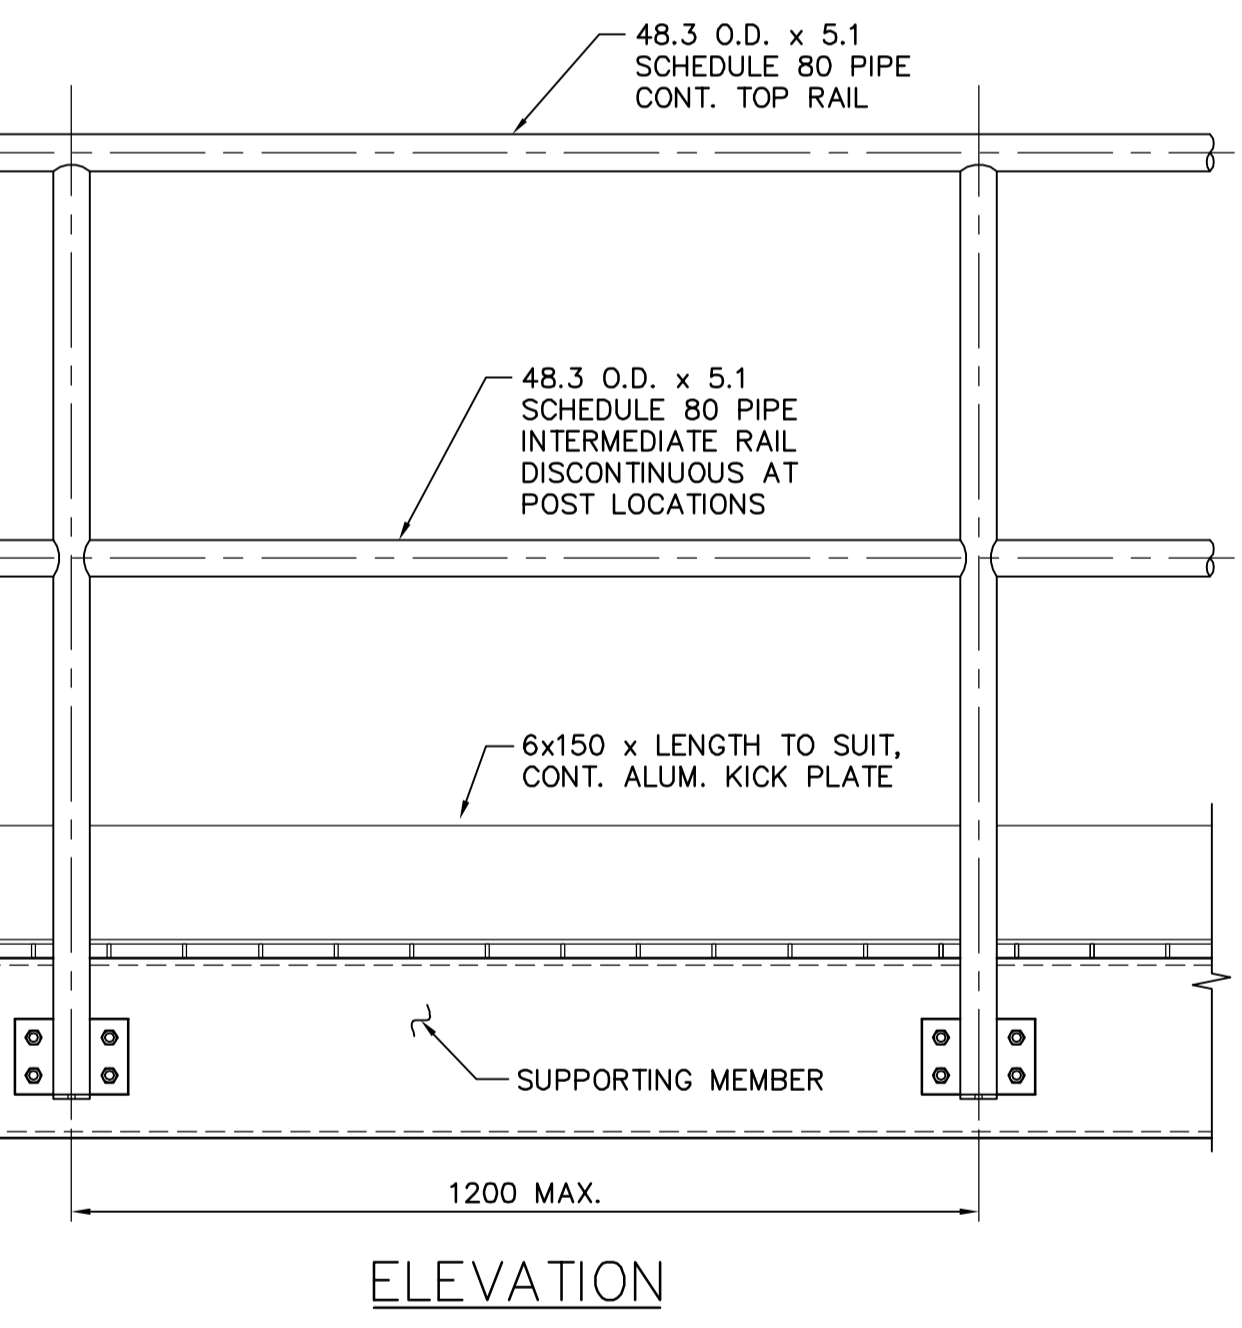 48.3 O.D. x 5.1
SCHEDULE 80 PIPE
CONT. TOP RAIL
48.3 O.D. x 5.1
SCHEDULE 80 PIPE
INTERMEDIATE RAIL
DISCONTINUOUS AT
POST LOCATIONS
6x150 x LENGTH TO SUIT,
CONT. ALUM. KICK PLATE
SUPPORTING MEMBER
1200 MAX.
ELEVATION